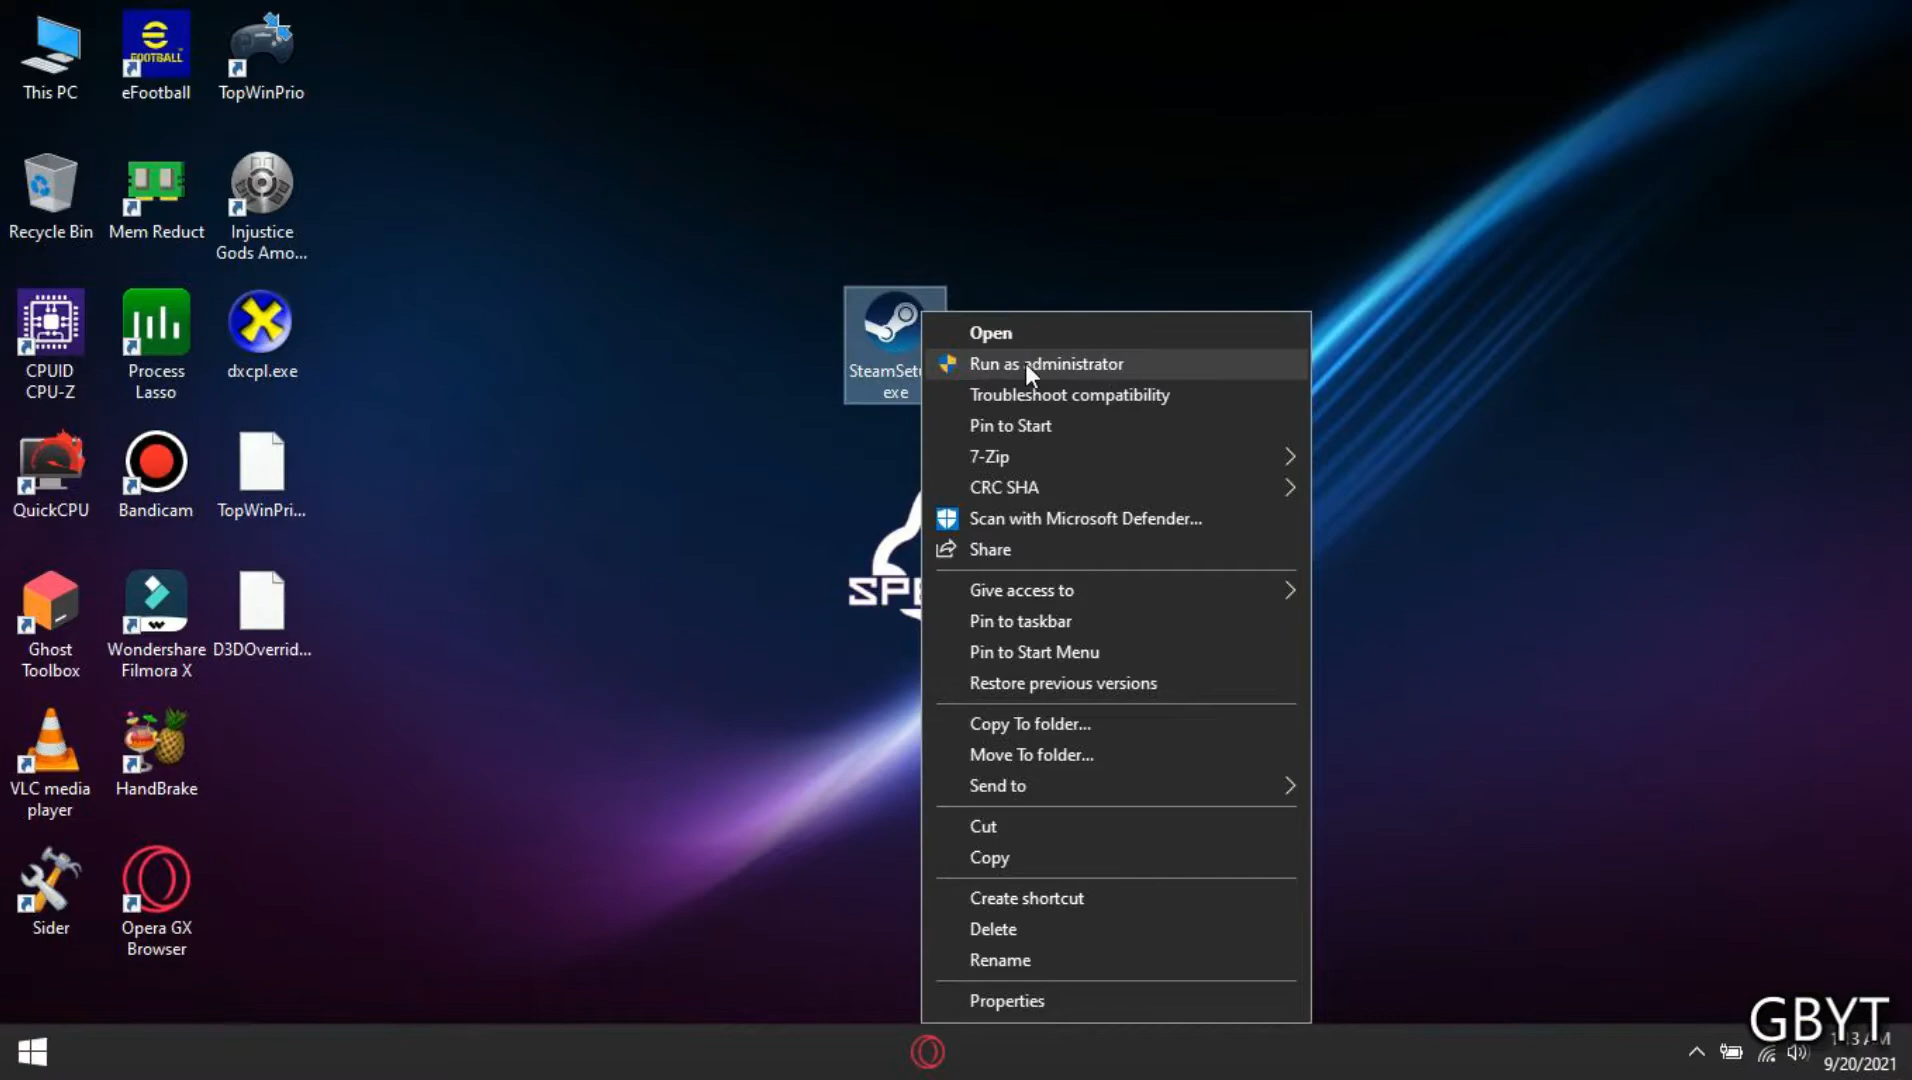 This PC
eFootball
TopWinPrio
Recycle Bin
Mem Reduct
Injustice
Gods Amo...
CPUID
CPU-Z
Process
Lasso
dxcpl.exe
QuickCPU
Bandicam
TopWinPri...
Ghost
Toolbox
Wondershare
Filmora X
D3DOverrid...
VLC media
player
HandBrake
Sider
Opera GX
Browser
FOOTBALL
exe
Open
Run as administrator
Troubleshoot compatibility
Pin to Start
7-Zip
CRC SHA
Scan with Microsoft Defender...
Share
Give access to
Pin to taskbar
Pin to Start Menu
Restore previous versions
Copy To folder...
Move To folder...
Send to
Cut
Copy
Create shortcut
Delete
Rename
Properties
GBYT
9/20/2021